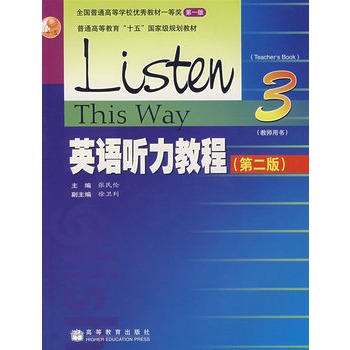 全国普通高等学校优秀教材一等奖 第一版
普通高等教育“十五”国家级规划教材
Listen
(Teacher's Book)
This Way
3
(教师用书)
英语听力教程(第二版)
主 编 张民伦
副主编 徐卫列
高等教育出版社
HIGHER EDUCATION PRESS